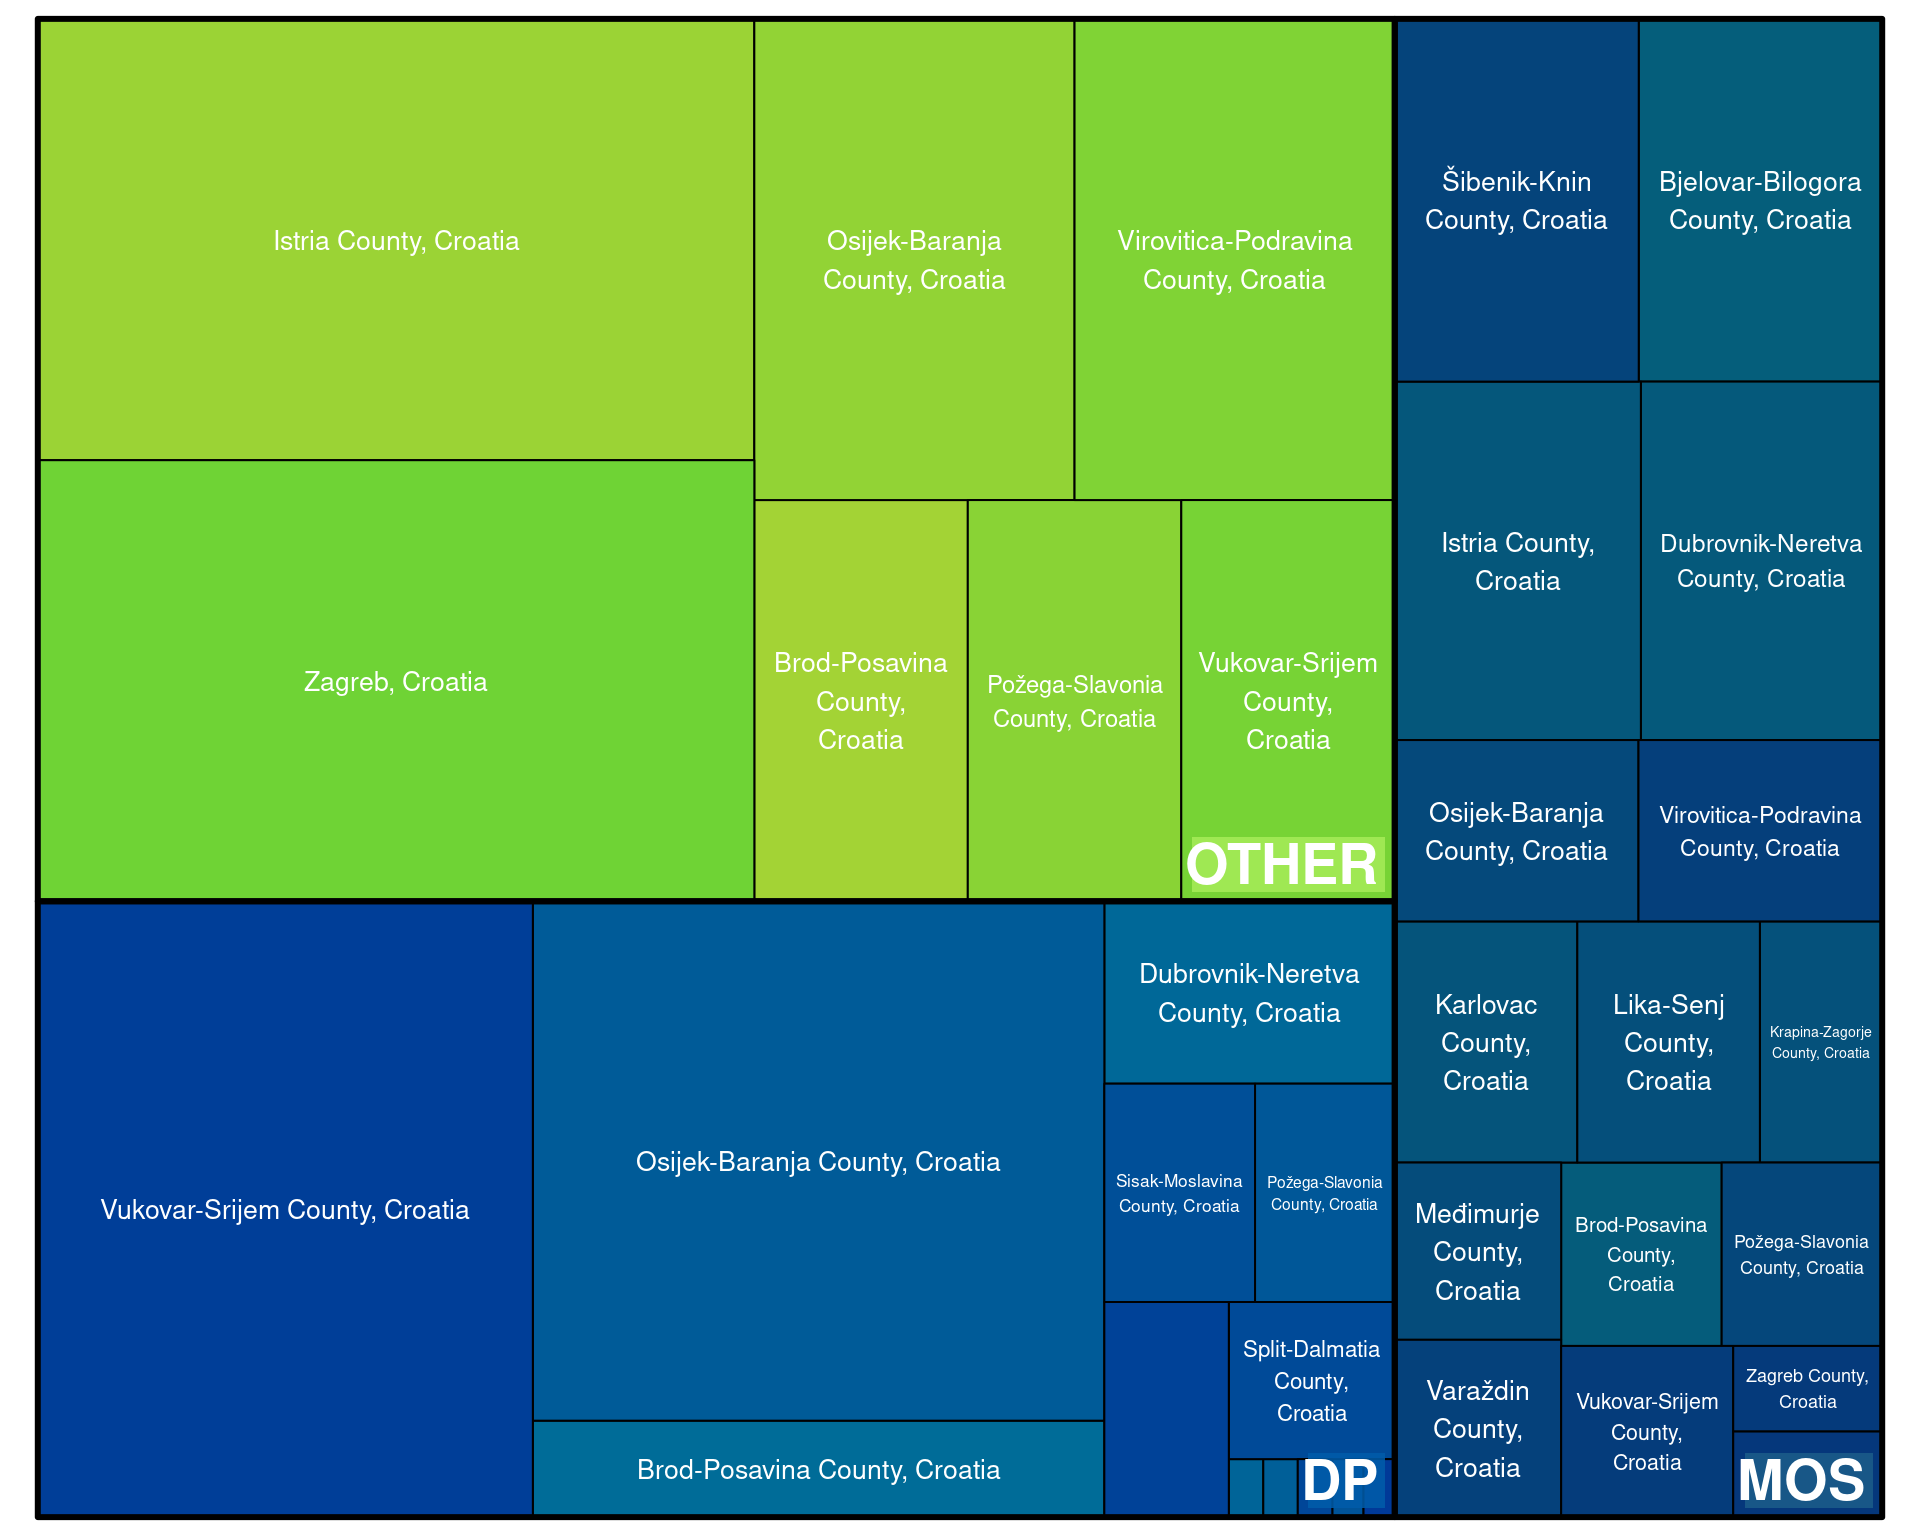 Istria County, Croatia
Osijek-Baranja
County, Croatia
Virovitica-Podravina
County, Croatia
Zagreb, Croatia
Brod-Posavina
County,
Croatia
Požega-Slavonia
County, Croatia
Vukovar-Srijem
County,
Croatia
OTHER
Vukovar-Srijem County, Croatia
Osijek-Baranja County, Croatia
Brod-Posavina County, Croatia
Dubrovnik-Neretva
County, Croatia
Sisak-Moslavina
County, Croatia
Požega-Slavonia
County, Croatia
Split-Dalmatia
County,
Croatia
DP
Šibenik-Knin
County, Croatia
Bjelovar-Bilogora
County, Croatia
Istria County,
Croatia
Dubrovnik-Neretva
County, Croatia
Osijek-Baranja
County, Croatia
Virovitica-Podravina
County, Croatia
Karlovac
County,
Croatia
Lika-Senj
County,
Croatia
Krapina-Zagorje
County, Croatia
Međimurje
County,
Croatia
Brod-Posavina
County,
Croatia
Požega-Slavonia
County, Croatia
Varaždin
County,
Croatia
Vukovar-Srijem
County,
Croatia
Zagreb County,
Croatia
MOS